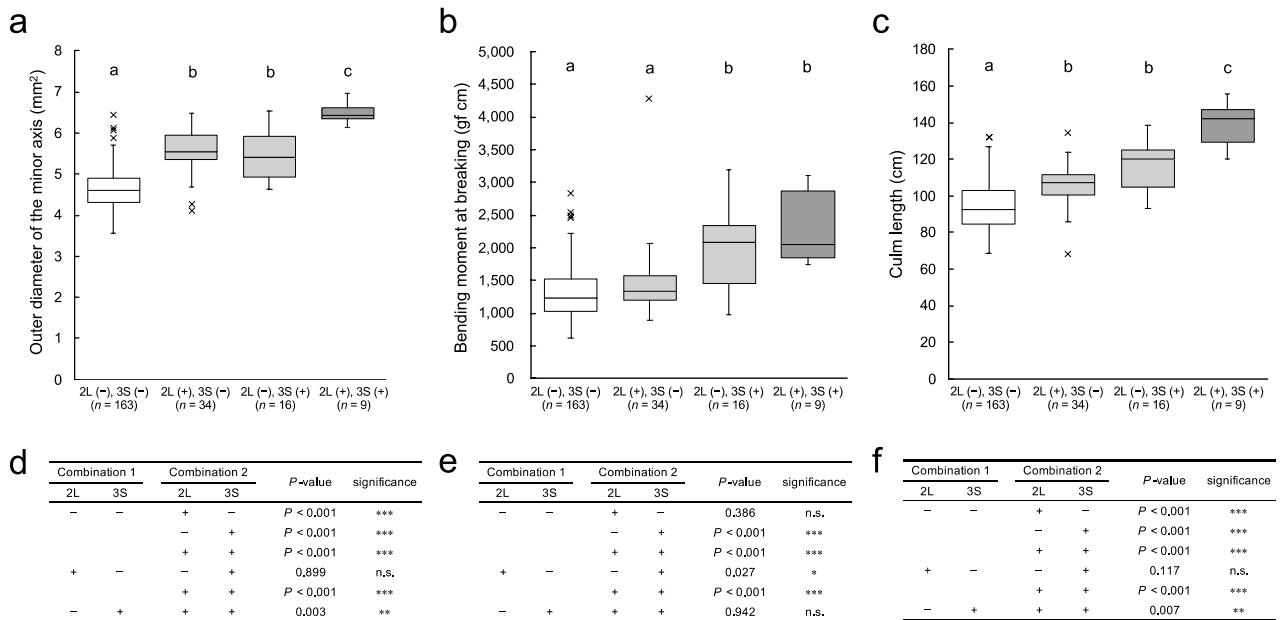 a
Outer diameter of the minor axis (mm²)
8
7
6
5
4
3
2
1
0
a
b
b
c
2L (−), 3S (−)
(n = 163)
2L (+), 3S (−)
(n = 34)
2L (−), 3S (+)
(n = 16)
2L (+), 3S (+)
(n = 9)
b
Bending moment at breaking (gf cm)
5,000
4,500
4,000
3,500
3,000
2,500
2,000
1,500
1,000
500
0
a
a
b
b
2L (−), 3S (−)
(n = 163)
2L (+), 3S (−)
(n = 34)
2L (−), 3S (+)
(n = 16)
2L (+), 3S (+)
(n = 9)
c
Culm length (cm)
180
160
140
120
100
80
60
40
20
0
a
b
b
c
2L (−), 3S (−)
(n = 163)
2L (+), 3S (−)
(n = 34)
2L (−), 3S (+)
(n = 16)
2L (+), 3S (+)
(n = 9)
d
Combination 1 Combination 2 P-value significance
2L 3S 2L 3S
− − + − P < 0.001 ***
− + P < 0.001 ***
+ + P < 0.001 ***
+ − − + 0.899 n.s.
+ + P < 0.001 ***
− + + + 0.003 **
e
Combination 1 Combination 2 P-value significance
2L 3S 2L 3S
− − + − 0.386 n.s.
− + P < 0.001 ***
+ + P < 0.001 ***
+ − − + 0.027 *
+ + P < 0.001 ***
− + + + 0.942 n.s.
f
Combination 1 Combination 2 P-value significance
2L 3S 2L 3S
− − + − P < 0.001 ***
− + P < 0.001 ***
+ + P < 0.001 ***
+ − − + 0.117 n.s.
+ + P < 0.001 ***
− + + + 0.007 **